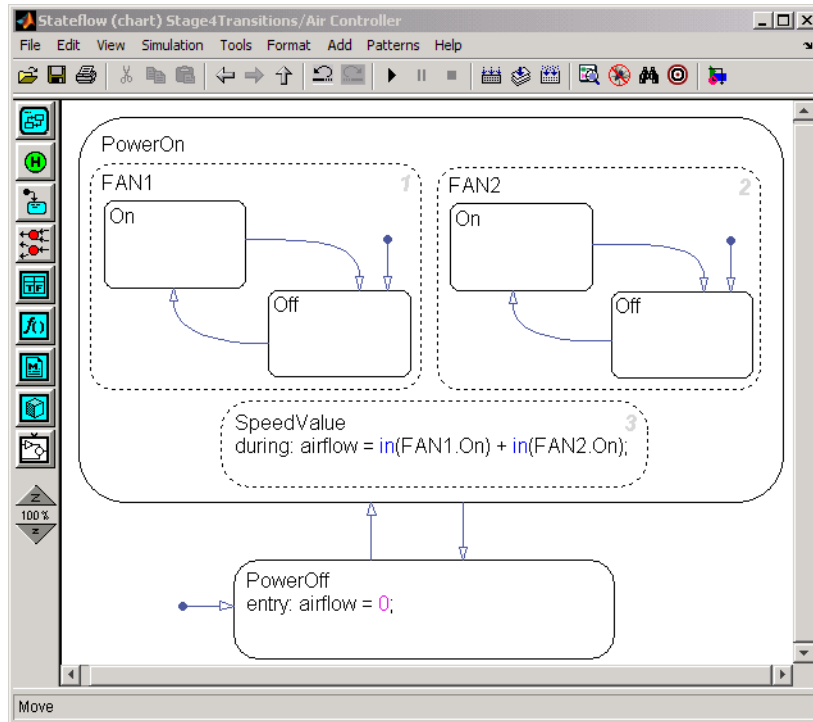 Stateflow (chart) Stage4Transitions/Air Controller
File Edit View Simulation Tools Format Add Patterns Help
PowerOn
FAN1 1
On
Off
FAN2 2
On
Off
SpeedValue 3
during: airflow = in(FAN1.On) + in(FAN2.On);
PowerOff
entry: airflow = 0;
H
TF
f()
M
Z
100 %
z
Move